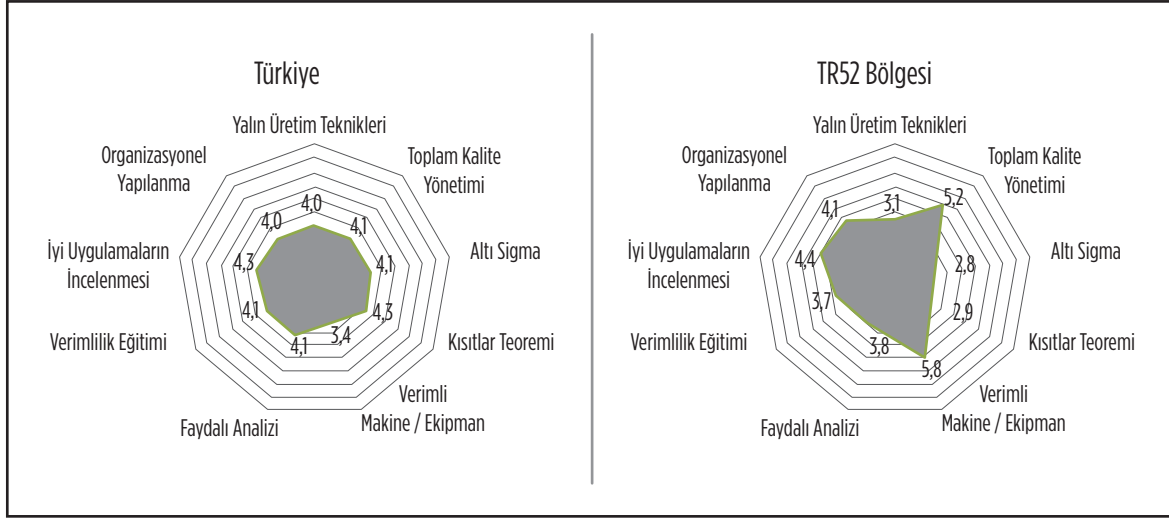 Türkiye
Yalın Üretim Teknikleri
Organizasyonel
Yapılanma
Toplam Kalite
Yönetimi
4,0
4,0
4,1
İyi Uygulamaların
İncelenmesi
4,3
4,1
Altı Sigma
4,1
4,3
Verimlilik Eğitimi
Kısıtlar Teoremi
4,1
3,4
Faydalı Analizi
Verimli
Makine / Ekipman
TR52 Bölgesi
Yalın Üretim Teknikleri
Organizasyonel
Yapılanma
Toplam Kalite
Yönetimi
4,1
3,1
5,2
İyi Uygulamaların
İncelenmesi
4,4
2,8
Altı Sigma
3,7
2,9
Verimlilik Eğitimi
Kısıtlar Teoremi
3,8
5,8
Faydalı Analizi
Verimli
Makine / Ekipman